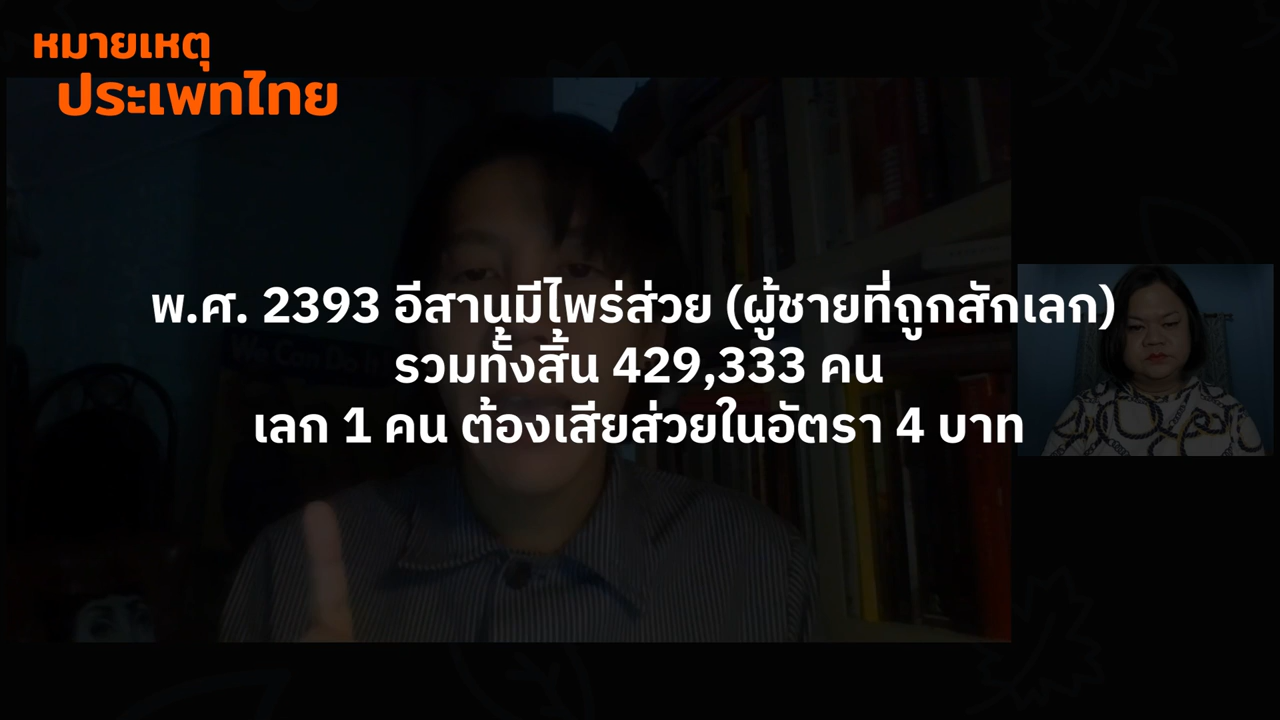 หมายเหตุ
ประเพทไทย
พ.ศ. 2393 อีสานมีไพร่ส่วย (ผู้ชายที่ถูกสักเลก)
รวมทั้งสิ้น 429,333 คน
เลก 1 คน ต้องเสียส่วยในอัตรา 4 บาท
We Can Do It